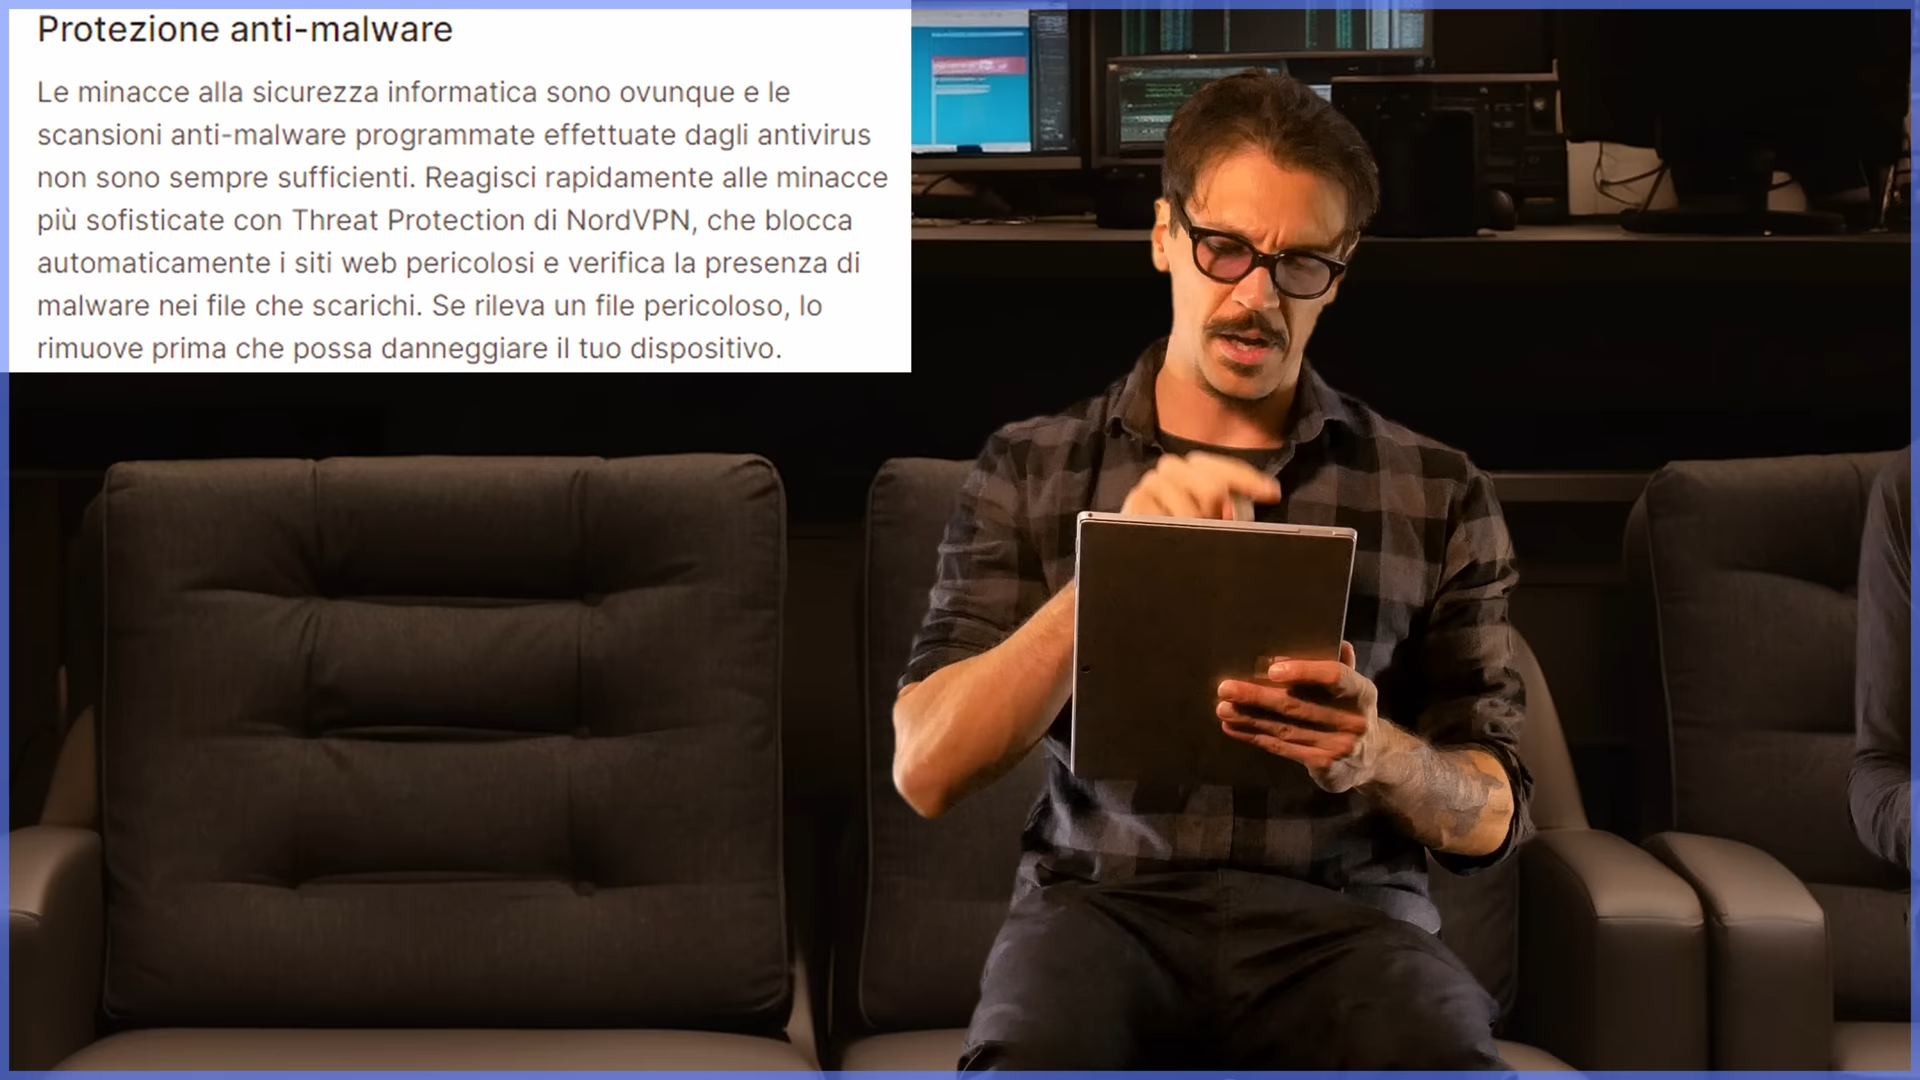 Protezione anti-malware
Le minacce alla sicurezza informatica sono ovunque e le
scansioni anti-malware programmate effettuate dagli antivirus
non sono sempre sufficienti. Reagisci rapidamente alle minacce
più sofisticate con Threat Protection di NordVPN, che blocca
automaticamente i siti web pericolosi e verifica la presenza di
malware nei file che scarichi. Se rileva un file pericoloso, lo
rimuove prima che possa danneggiare il tuo dispositivo.